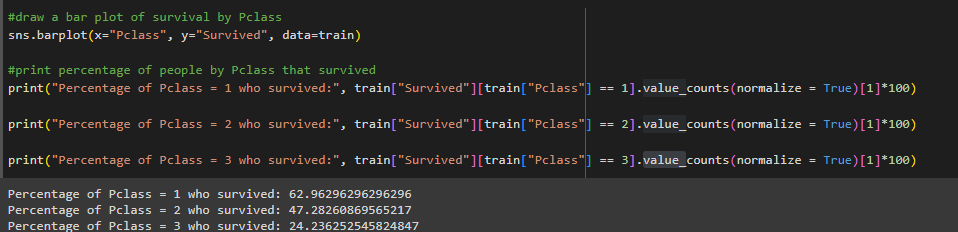 #draw a bar plot of survival by Pclass
sns.barplot(x="Pclass", y="Survived", data=train)
#print percentage of people by Pclass that survived
print("Percentage of Pclass = 1 who survived:", train["Survived"][train["Pclass"] == 1].value_counts(normalize = True)[1]*100)
print("Percentage of Pclass = 2 who survived:", train["Survived"][train["Pclass"] == 2].value_counts(normalize = True)[1]*100)
print("Percentage of Pclass = 3 who survived:", train["Survived"][train["Pclass"] == 3].value_counts(normalize = True)[1]*100)
Percentage of Pclass = 1 who survived: 62.96296296296296
Percentage of Pclass = 2 who survived: 47.28260869565217
Percentage of Pclass = 3 who survived: 24.236252545824847